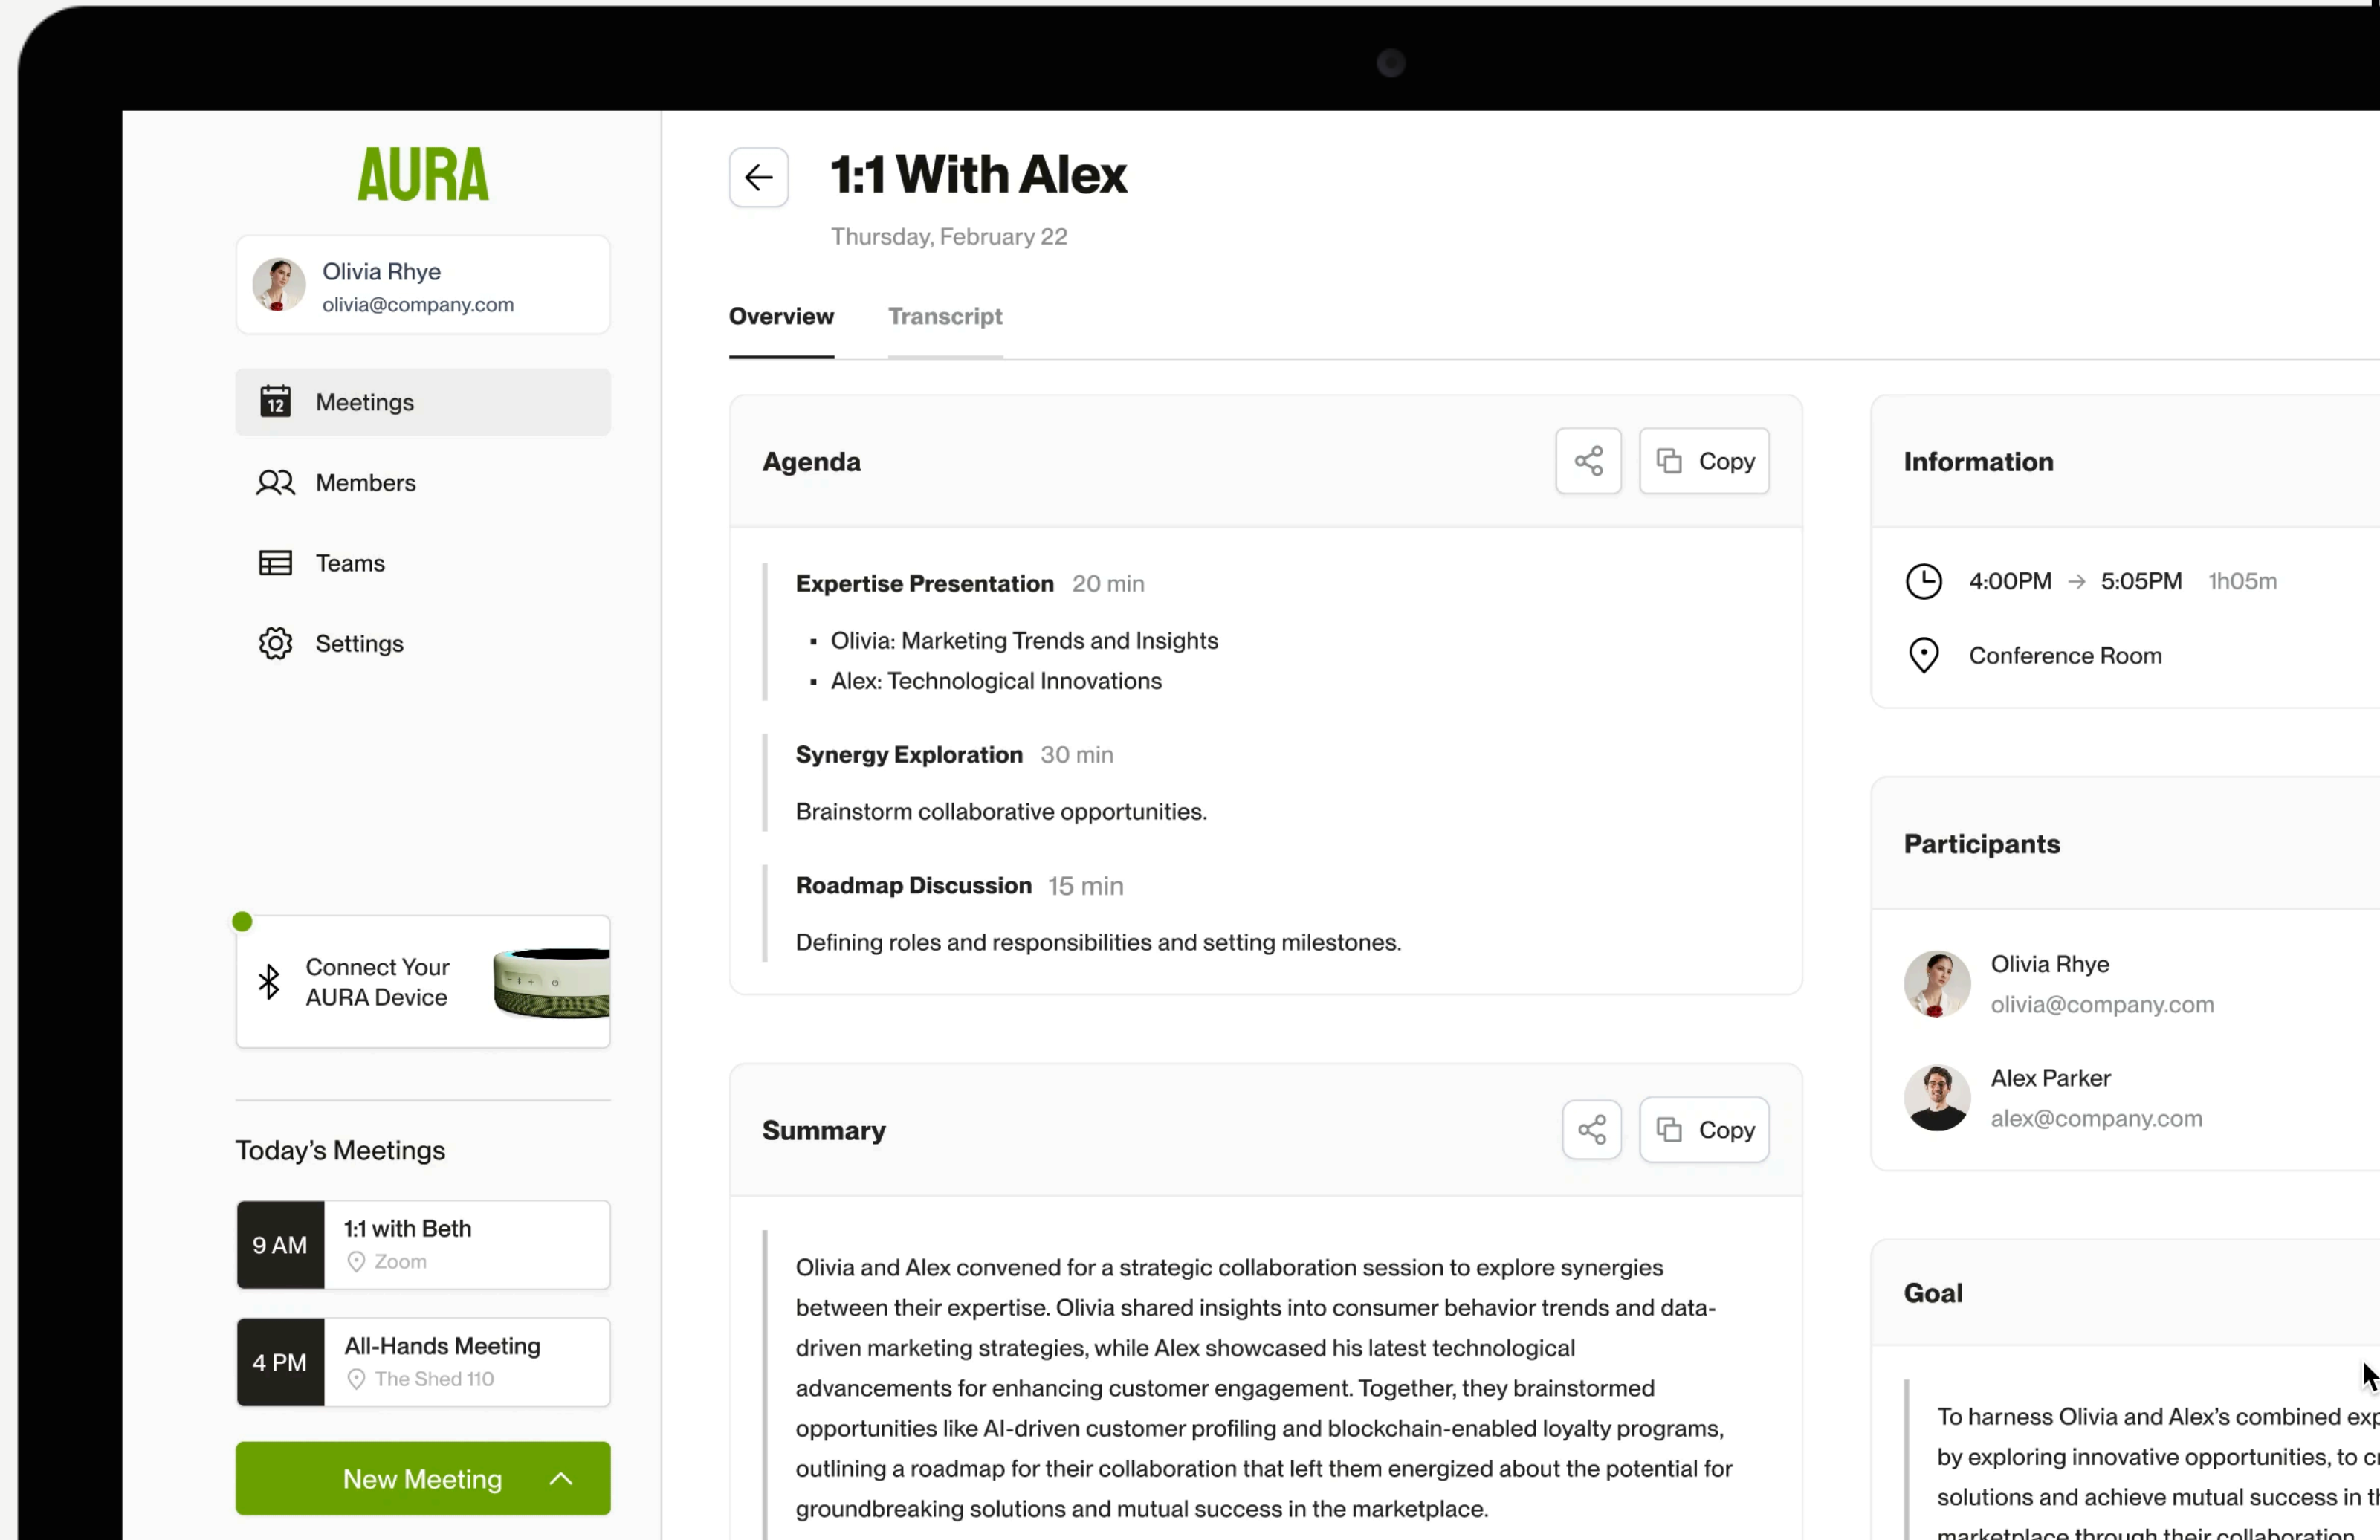 AURA
Olivia Rhye
olivia@company.com
12
Meetings
Members
Teams
Settings
Connect Your
AURA Device
Today’s Meetings
9 AM
1:1 with Beth
Zoom
4 PM
All-Hands Meeting
The Shed 110
New Meeting
1:1 With Alex
Thursday, February 22
Overview
Transcript
Agenda
Copy
Expertise Presentation 20 min
▪ Olivia: Marketing Trends and Insights
▪ Alex: Technological Innovations
Synergy Exploration 30 min
Brainstorm collaborative opportunities.
Roadmap Discussion 15 min
Defining roles and responsibilities and setting milestones.
Summary
Copy
Olivia and Alex convened for a strategic collaboration session to explore synergies
between their expertise. Olivia shared insights into consumer behavior trends and data-
driven marketing strategies, while Alex showcased his latest technological
advancements for enhancing customer engagement. Together, they brainstormed
opportunities like AI-driven customer profiling and blockchain-enabled loyalty programs,
outlining a roadmap for their collaboration that left them energized about the potential for
groundbreaking solutions and mutual success in the marketplace.
Information
4:00PM → 5:05PM 1h05m
Conference Room
Participants
Olivia Rhye
olivia@company.com
Alex Parker
alex@company.com
Goal
To harness Olivia and Alex’s combined
by exploring innovative opportunities, to
solutions and achieve mutual success in
marketplace through their collaboration